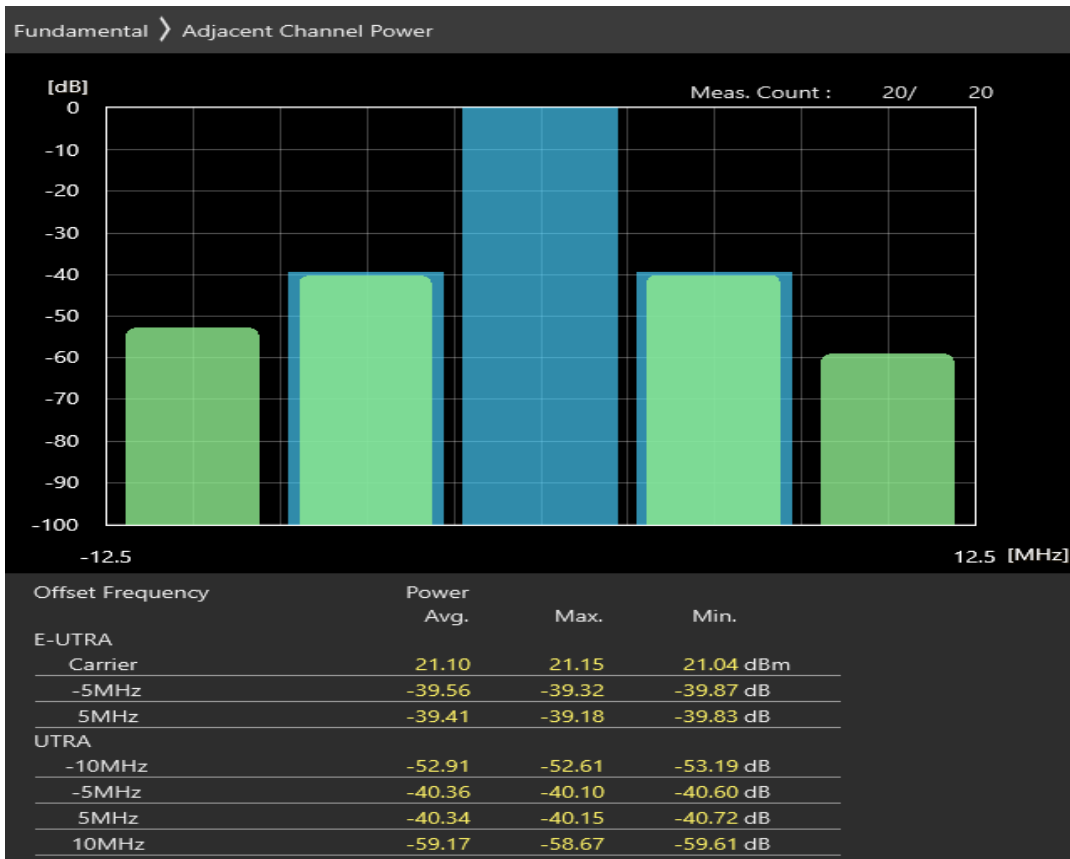 Fundamental 〉 Adjacent Channel Power
[dB]
Meas. Count : 20/ 20
0
-10
-20
-30
-40
-50
-60
-70
-80
-90
-100
-12.5 12.5 [MHz]
Offset Frequency Power
Avg. Max. Min.
E-UTRA
Carrier 21.10 21.15 21.04 dBm
-5MHz -39.56 -39.32 -39.87 dB
5MHz -39.41 -39.18 -39.83 dB
UTRA
-10MHz -52.91 -52.61 -53.19 dB
-5MHz -40.36 -40.10 -40.60 dB
5MHz -40.34 -40.15 -40.72 dB
10MHz -59.17 -58.67 -59.61 dB